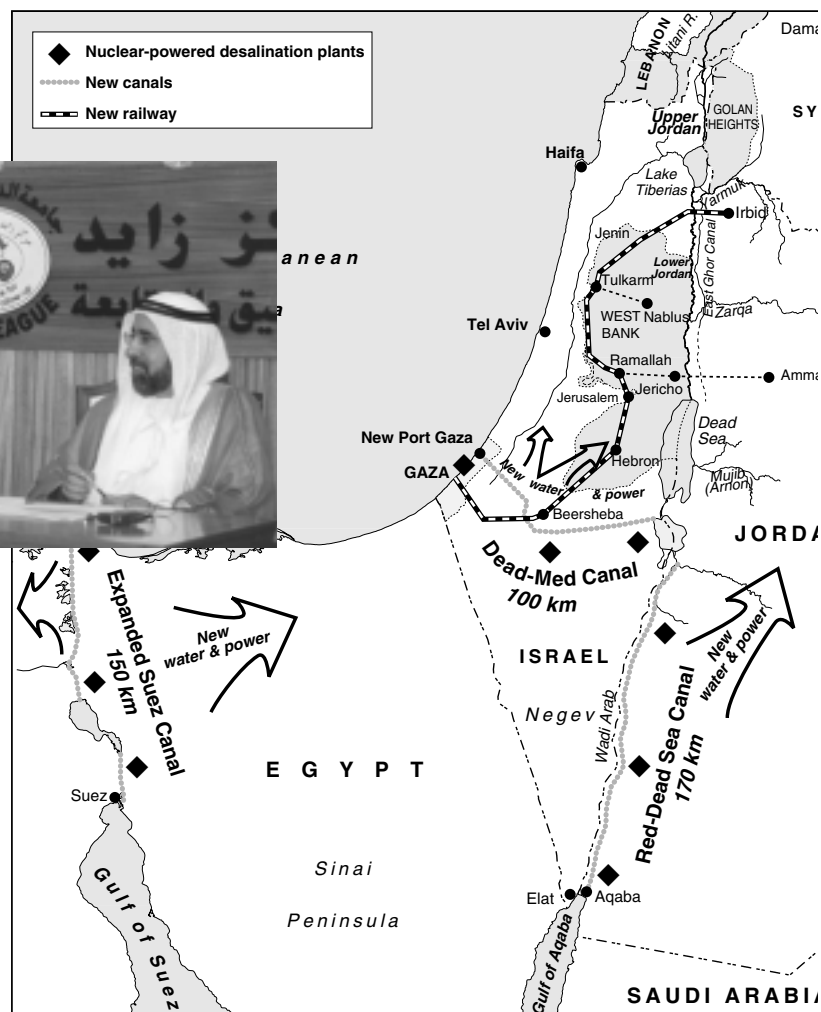 Nuclear-powered desalination plants
New canals
New railway
LEBANON
Litani R.
Dama
GOLAN
HEIGHTS
SY
Upper
Jordan
Haifa
Lake
Tiberias
Yarmuk
Irbid
Jenin
Lower
Jordan
East Ghor Canal
Tulkarm
WEST
BANK
Nablus
Zarqa
Tel Aviv
Ramallah
Jericho
Amma
Jerusalem
Dead
Sea
New Port Gaza
GAZA
Hebron
New water & power
Mujib
(Arnon)
Beersheba
JORDA
Dead-Med Canal
100 km
anean
a
زايد
LEAGUE
Expanded Suez Canal
150 km
New
water & power
ISRAEL
Negev
Wadi Arab
New
water & power
Red-Dead Sea Canal
170 km
EGYPT
Suez
Sinai
Peninsula
Gulf of Suez
Elat
Aqaba
Gulf of Aqaba
SAUDI ARABIA